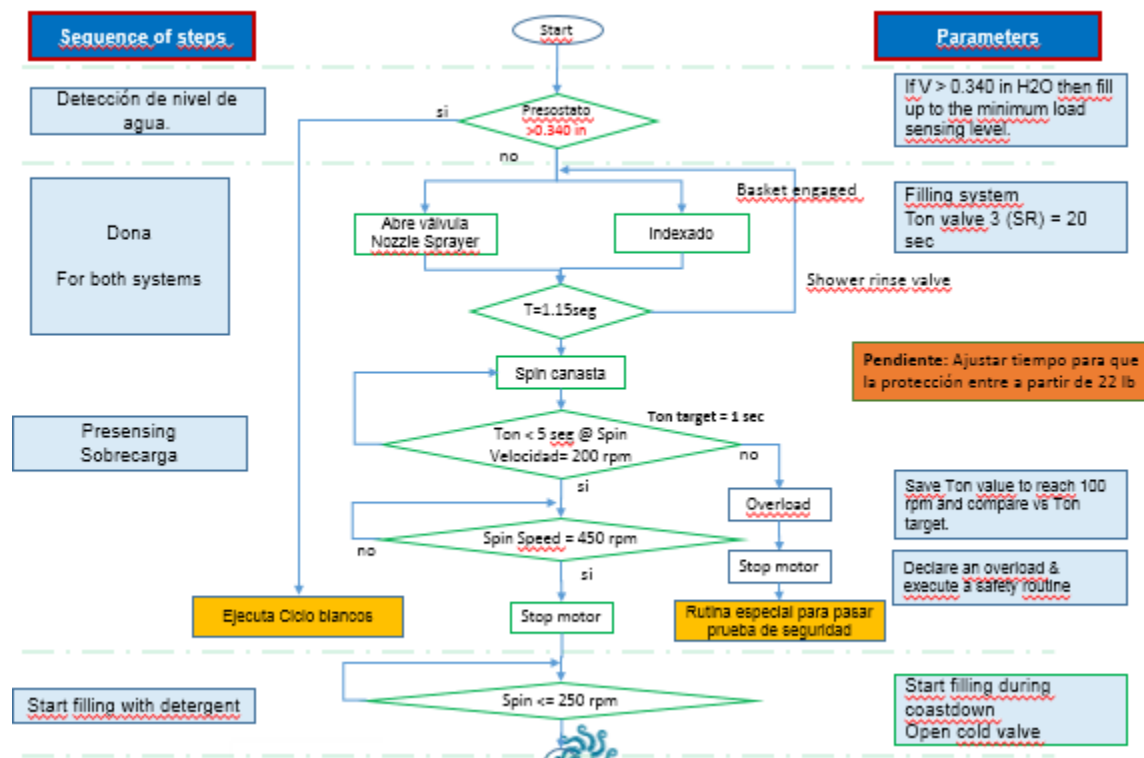 Sequence of steps
Start
Parameters
Detección de nivel de
agua.
si
Presostato
>0.340 in
no
If V > 0.340 in H2O then fill
up to the minimum load
sensing level.
Dona
For both systems
Abre válvula
Nozzle Sprayer
Indexado
Basket engaged
Filling system
Ton valve 3 (SR) = 20
sec
T=1.15seg
Shower rinse valve
Spin canasta
Pendiente: Ajustar tiempo para que
la protección entre a partir de 22 lb
Presensing
Sobrecarga
Ton target = 1 sec
Ton < 5 seg @ Spin
Velocidad= 200 rpm
no
si
Overload
Save Ton value to reach 100
rpm and compare vs Ton
target.
Spin Speed = 450 rpm
no
si
Stop motor
Declare an overload &
execute a safety routine
Ejecuta Ciclo blancos
Stop motor
Rutina especial para pasar
prueba de seguridad
Start filling with detergent
Spin <= 250 rpm
Start filling during
coastdown
Open cold valve